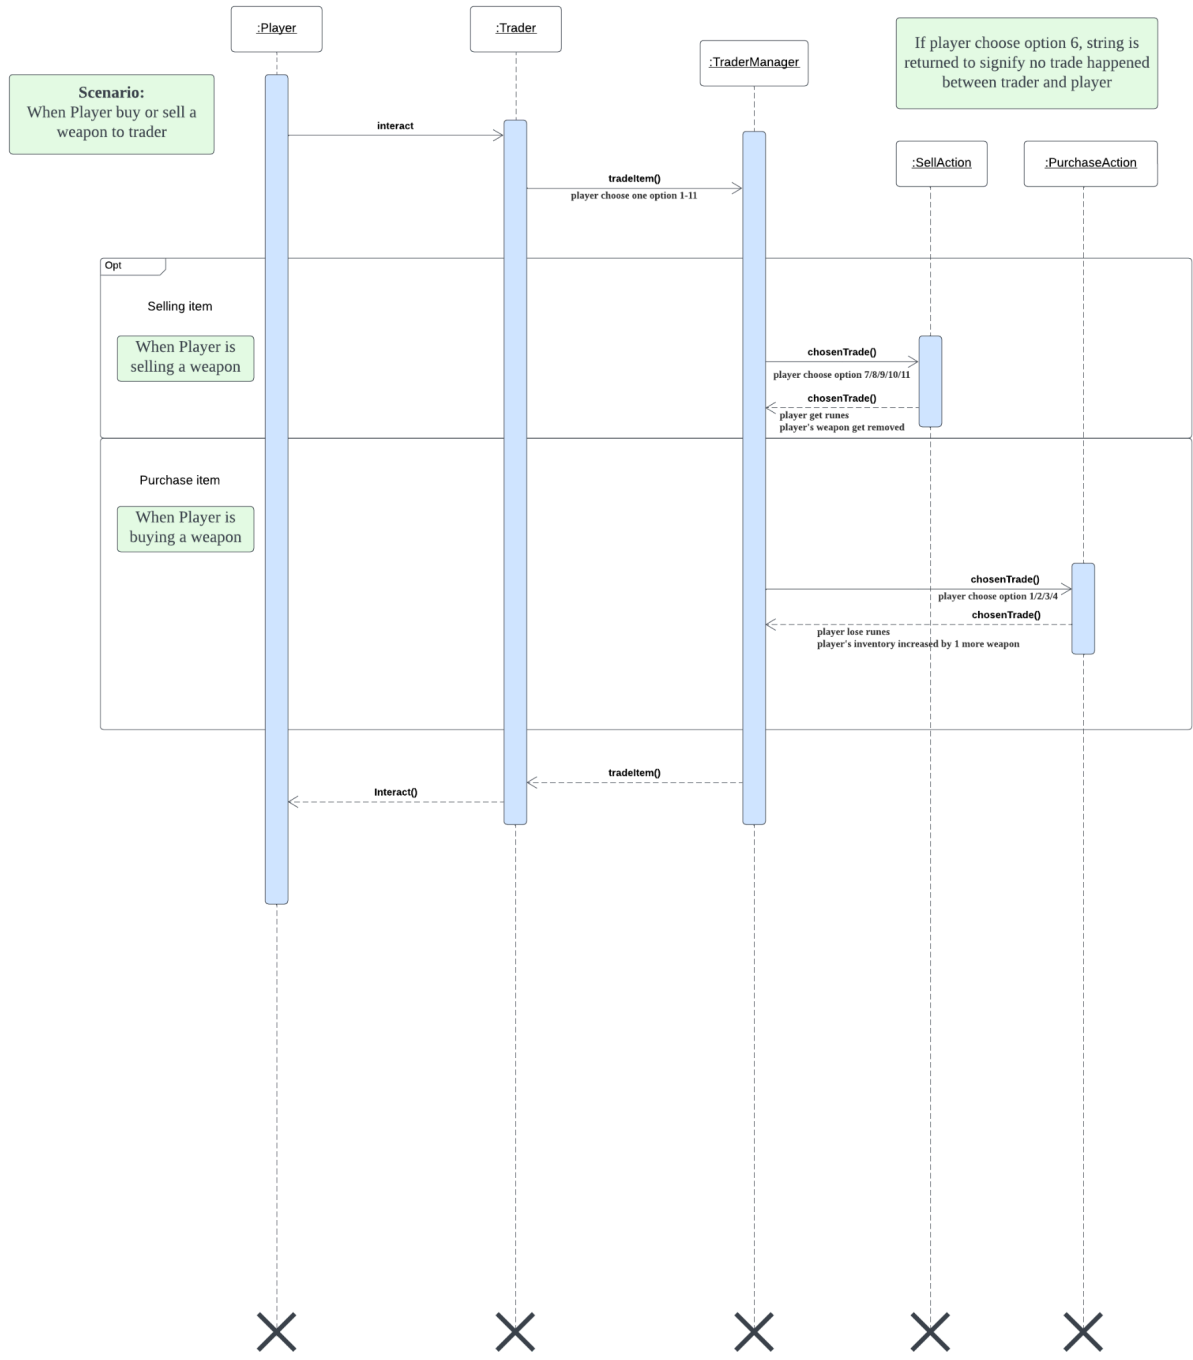 :Player
:Trader
:TraderManager
If player choose option 6, string is
returned to signify no trade happened
between trader and player
Scenario:
When Player buy or sell a
weapon to trader
:SellAction
:PurchaseAction
interact
tradeItem()
player choose one option 1-11
Opt
Selling item
When Player is
selling a weapon
chosenTrade()
player choose option 7/8/9/10/11
chosenTrade()
player get runes
player's weapon get removed
Purchase item
When Player is
buying a weapon
chosenTrade()
player choose option 1/2/3/4
chosenTrade()
player lose runes
player's inventory increased by 1 more weapon
tradeItem()
Interact()